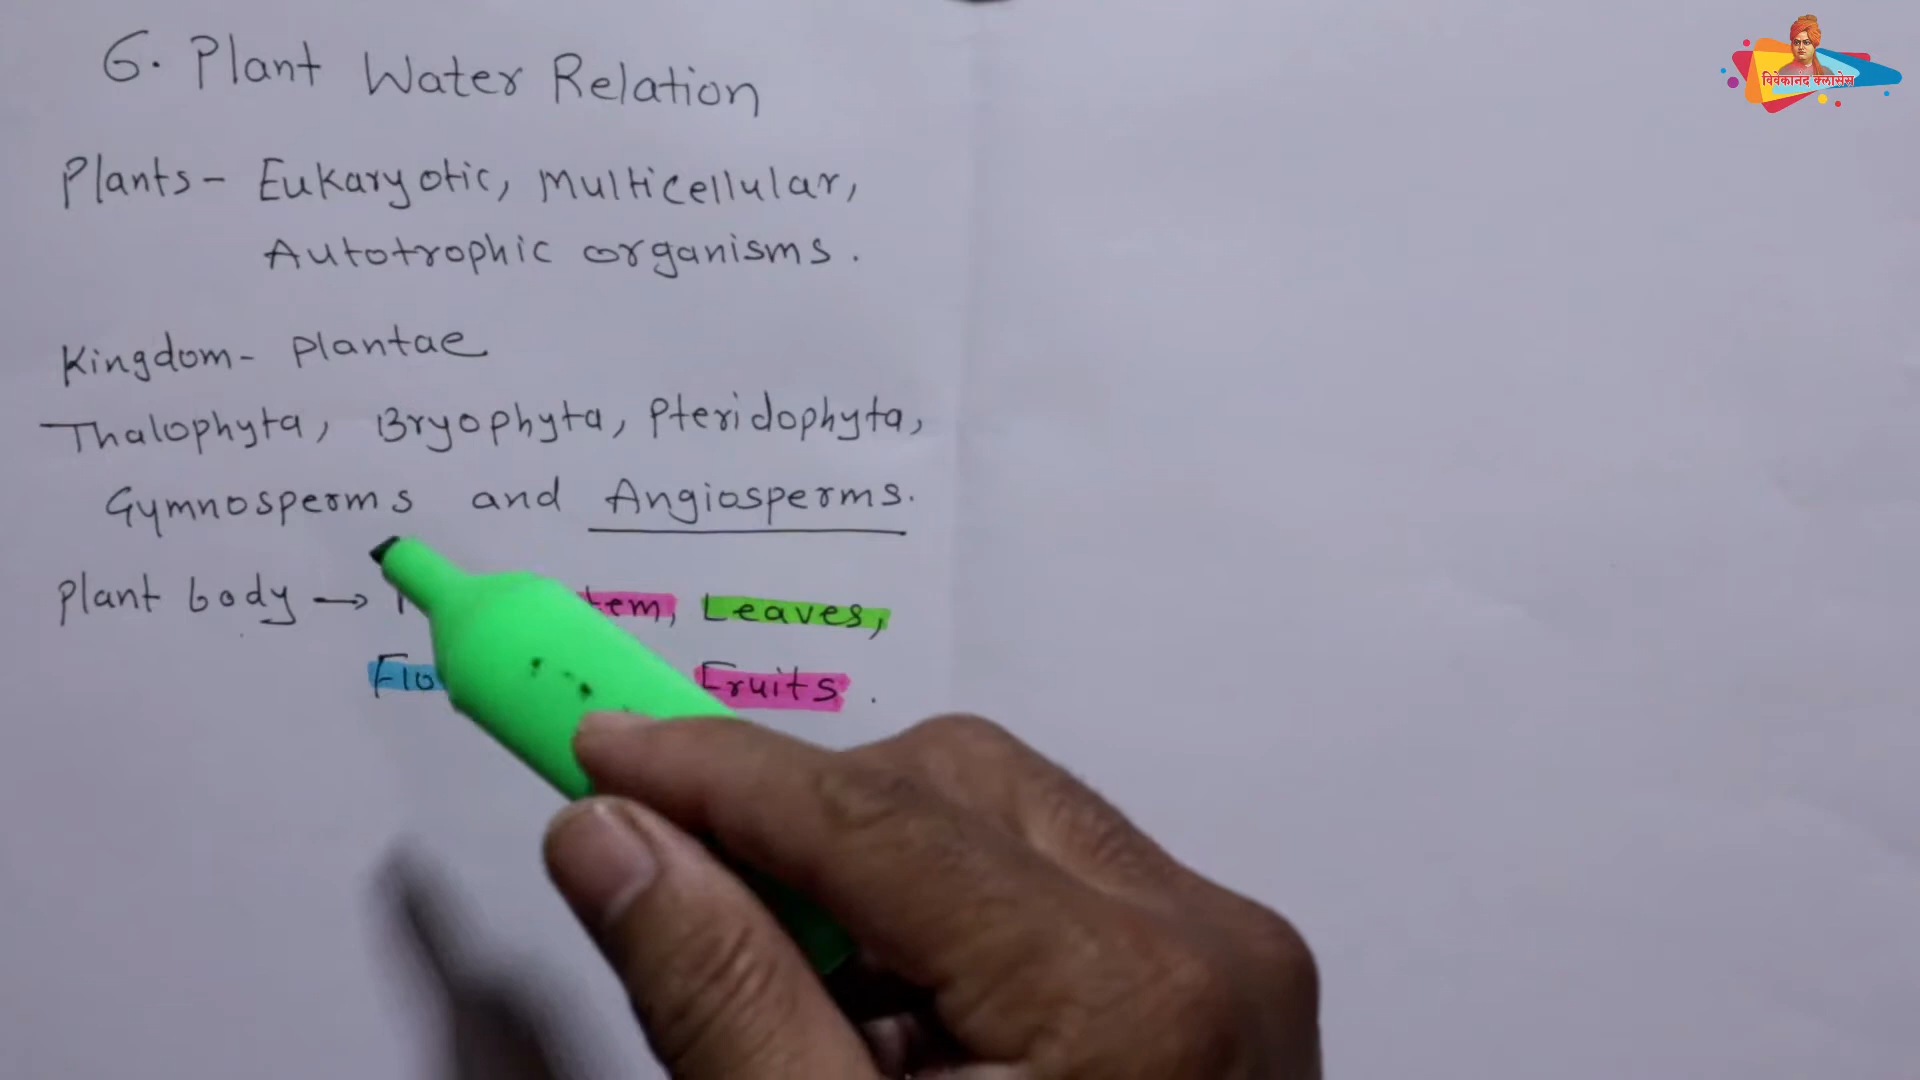 6. Plant Water Relation
विवेकानंद क्लासेस
Plants - Eukaryotic, Multicellular,
Autotrophic organisms.
Kingdom - Plantae
Thalophyta, Bryophyta, Pteridophyta,
Gymnosperms and Angiosperms.
Plant body → Leaves,
Fruits.